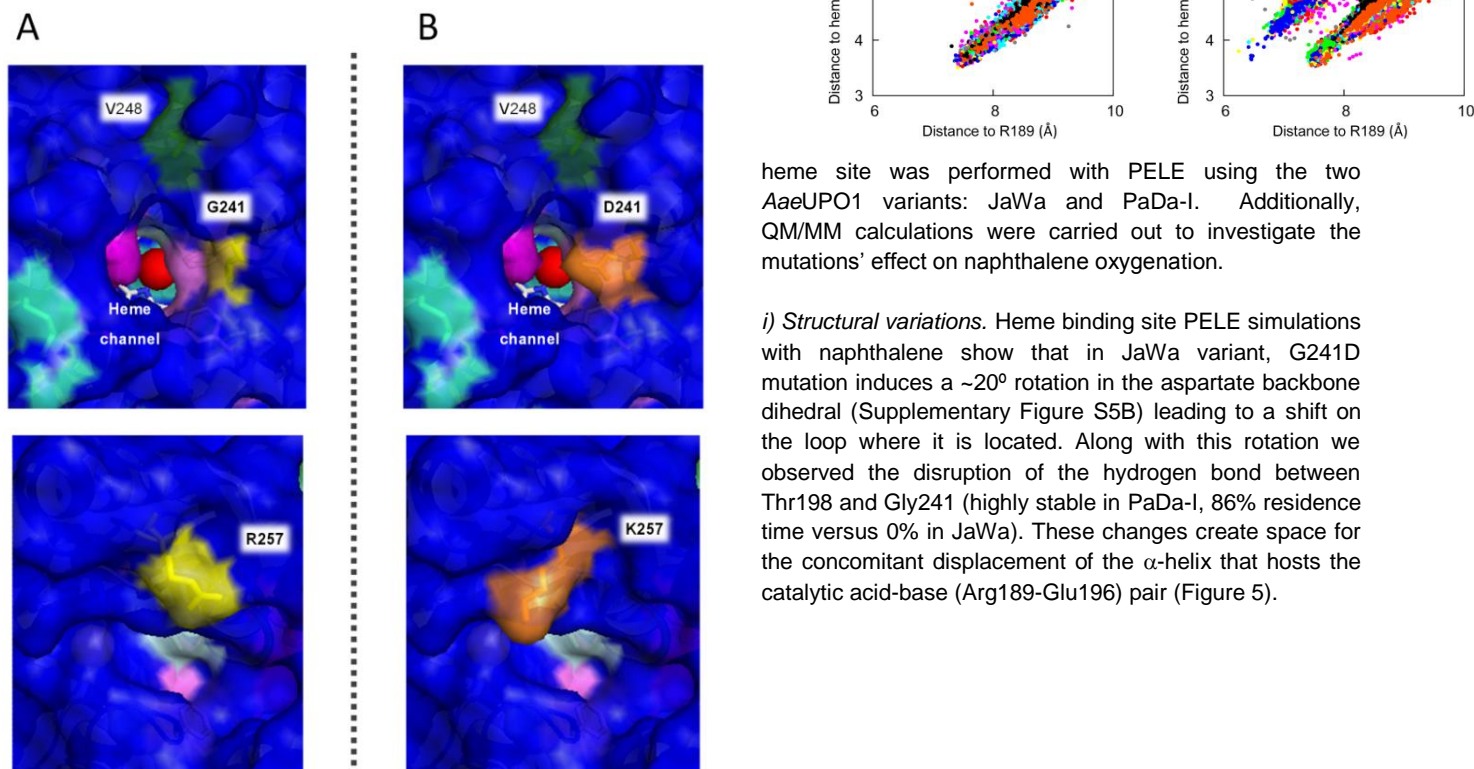 A
V248
G241
Heme
channel
R257
B
V248
D241
Heme
channel
K257
Distance to hem
4
3
6
8
10
Distance to R189 (Å)
Distance to hem
4
3
6
8
10
Distance to R189 (Å)
heme site was performed with PELE using the two
AaeUPO1 variants: JaWa and PaDa-I. Additionally,
QM/MM calculations were carried out to investigate the
mutations’ effect on naphthalene oxygenation.
i) Structural variations. Heme binding site PELE simulations
with naphthalene show that in JaWa variant, G241D
mutation induces a ~20º rotation in the aspartate backbone
dihedral (Supplementary Figure S5B) leading to a shift on
the loop where it is located. Along with this rotation we
observed the disruption of the hydrogen bond between
Thr198 and Gly241 (highly stable in PaDa-I, 86% residence
time versus 0% in JaWa). These changes create space for
the concomitant displacement of the α-helix that hosts the
catalytic acid-base (Arg189-Glu196) pair (Figure 5).